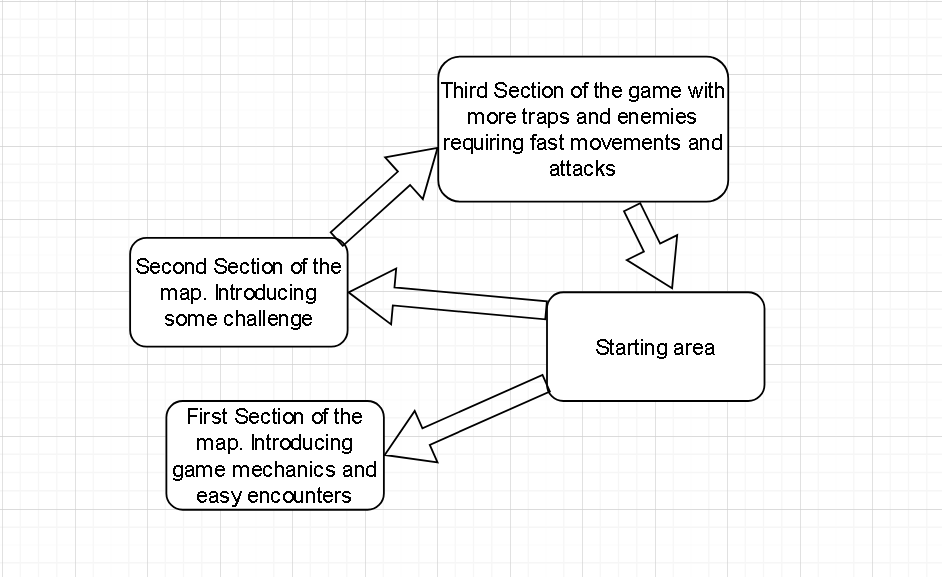 Third Section of the game with
more traps and enemies
requiring fast movements and
attacks
Second Section of the
map. Introducing
some challenge
Starting area
First Section of the
map. Introducing
game mechanics and
easy encounters